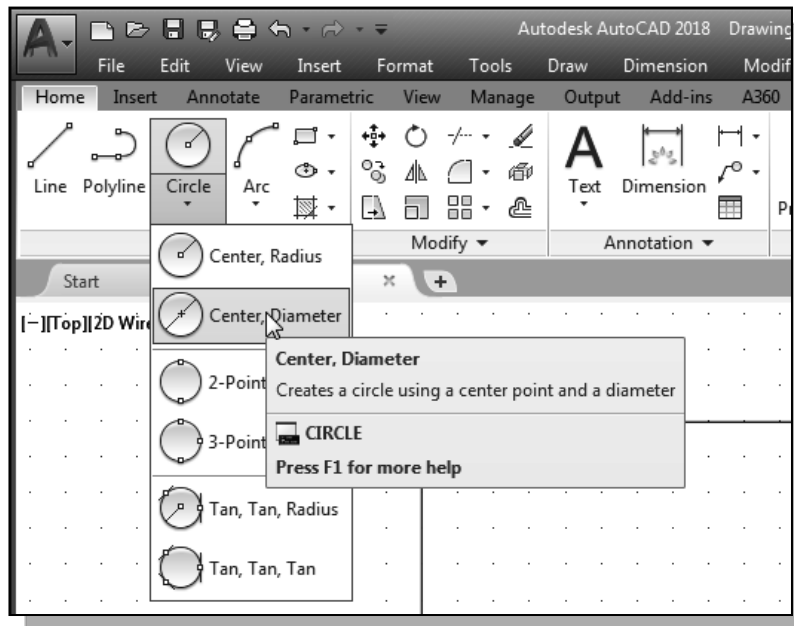 A
Autodesk AutoCAD 2018 Drawing
File Edit View Insert Format Tools Draw Dimension Modif
Home Insert Annotate Parametric View Manage Output Add-ins A360
Line Polyline Circle Arc A Text Dimension
Modify Annotation
Start
Center, Radius
[−][Top][2D Wire
Center, Diameter
Center, Diameter
2-Point
Creates a circle using a center point and a diameter
3-Point
CIRCLE
Press F1 for more help
Tan, Tan, Radius
Tan, Tan, Tan